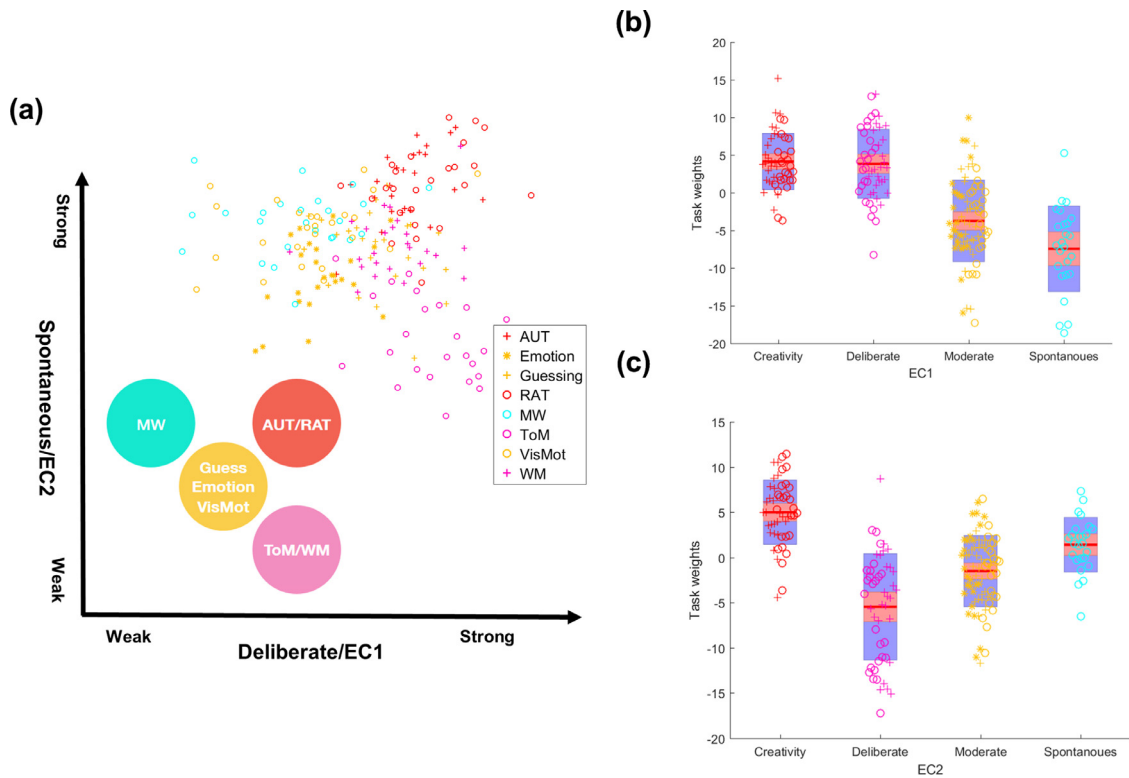 (a)
Strong
Spontaneous/EC2
Weak
Weak
Strong
Deliberate/EC1
MW
AUT/RAT
Guess
Emotion
VisMot
ToM/WM
AUT
Emotion
Guessing
RAT
MW
ToM
VisMot
WM
(b)
20
15
10
5
0
-5
-10
-15
-20
Task weights
Creativity Deliberate Moderate Spontanoues
EC1
(c)
20
15
10
5
0
-5
-10
-15
-20
Task weights
Creativity Deliberate Moderate Spontanoues
EC2